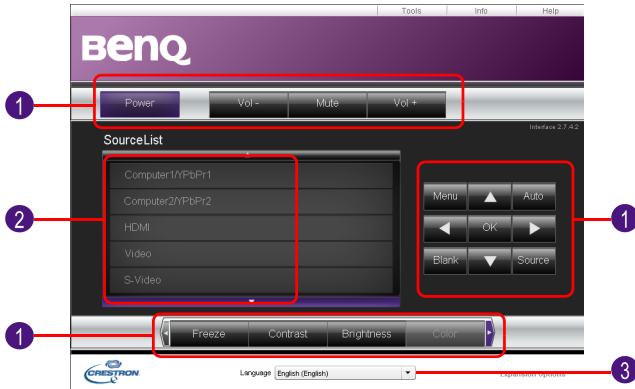 Tools Info Help
BenQ
1 Power Vol - Mute Vol +
Interface 2.7.4.2
SourceList
Computer1/YPbPr1
Computer2/YPbPr2
HDMI
Video
S-Video
2
Menu Auto
OK
Blank Source
1
1 Freeze Contrast Brightness Color
CRESTRON Language English (English) Expansion Options 3